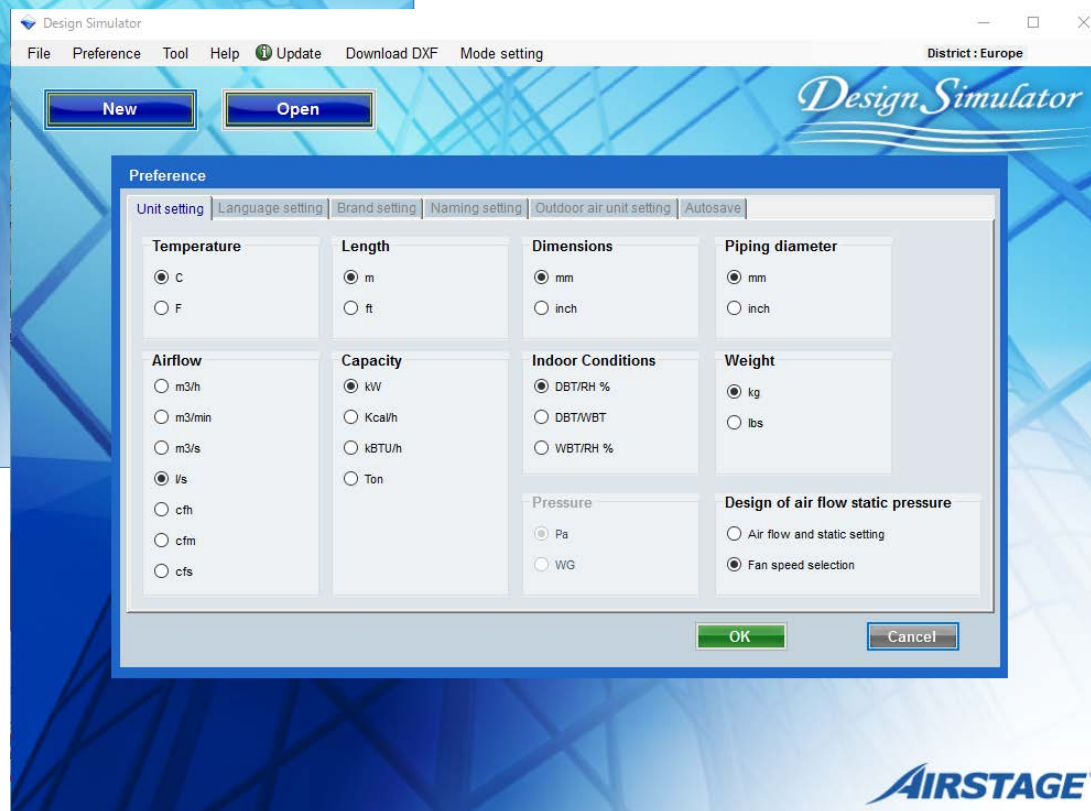 Design Simulator
File Preference Tool Help Update Download DXF Mode setting District : Europe
New Open Design Simulator
Preference
Unit setting Language setting Brand setting Naming setting Outdoor air unit setting Autosave
Temperature
C
F
Length
m
ft
Dimensions
mm
inch
Piping diameter
mm
inch
Airflow
m3/h
m3/min
m3/s
l/s
cfh
cfm
cfs
Capacity
kW
Kcal/h
kBTU/h
Ton
Indoor Conditions
DBT/RH %
DBT/WBT
WBT/RH %
Weight
kg
lbs
Pressure
Pa
WG
Design of air flow static pressure
Air flow and static setting
Fan speed selection
OK Cancel
AIRSTAGE